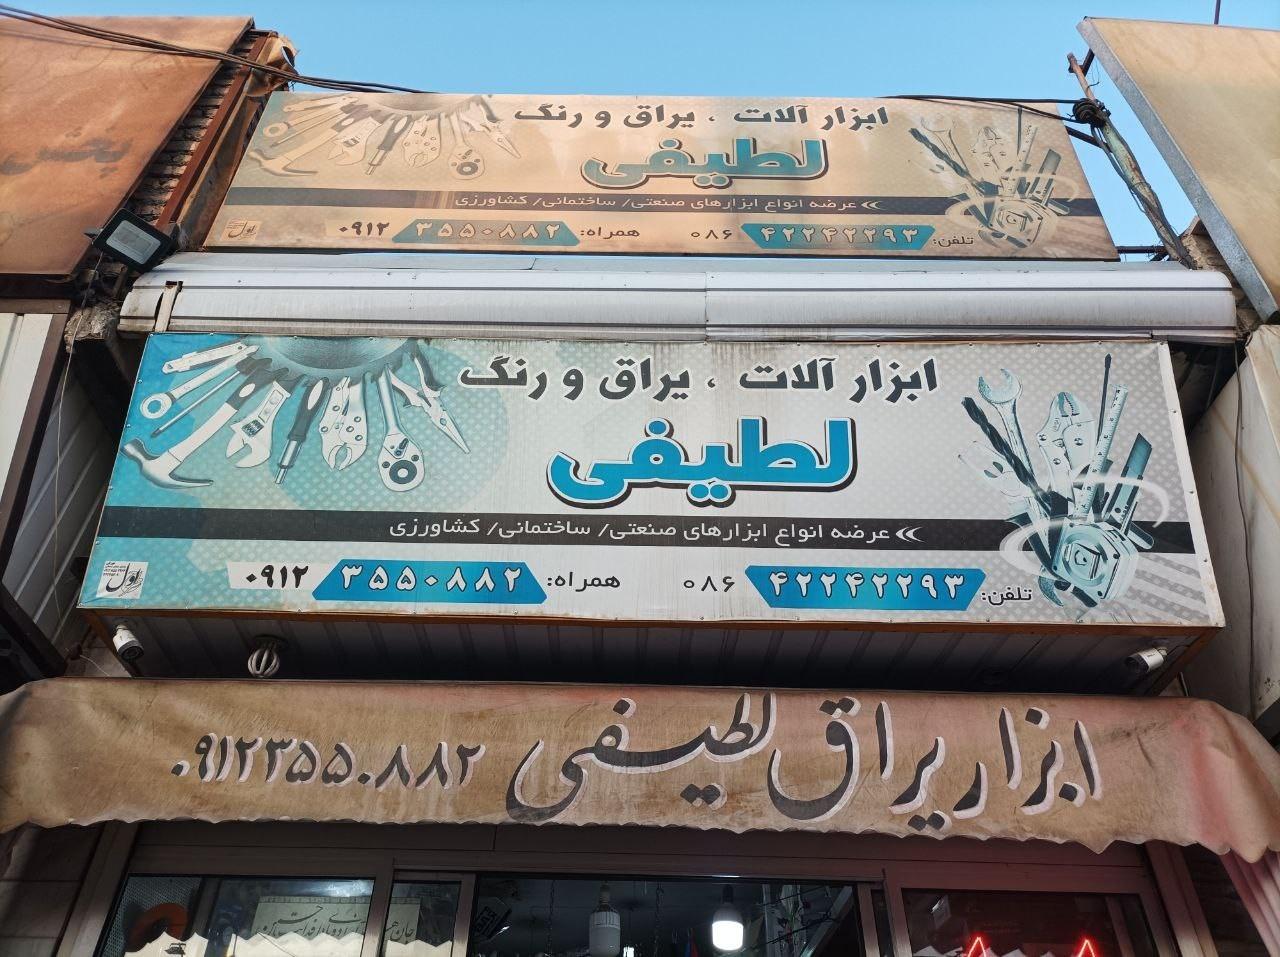 ابزار آلات ، یراق و رنگ
لطیفی
عرضه انواع ابزارهای صنعتی/ ساختمانی/ کشاورزی
تلفن: ۴۲۲۴۲۲۹۳ ۰۸۶ همراه: ۳۵۵۰۸۸۲ ۰۹۱۲
پخش
ابزار آلات ، یراق و رنگ
لطیفی
عرضه انواع ابزارهای صنعتی/ ساختمانی/ کشاورزی
تلفن: ۴۲۲۴۲۲۹۳ ۰۸۶ همراه: ۳۵۵۰۸۸۲ ۰۹۱۲
ابزار یراق لطیفی ۰۹۱۲۳۵۵۰۸۸۲